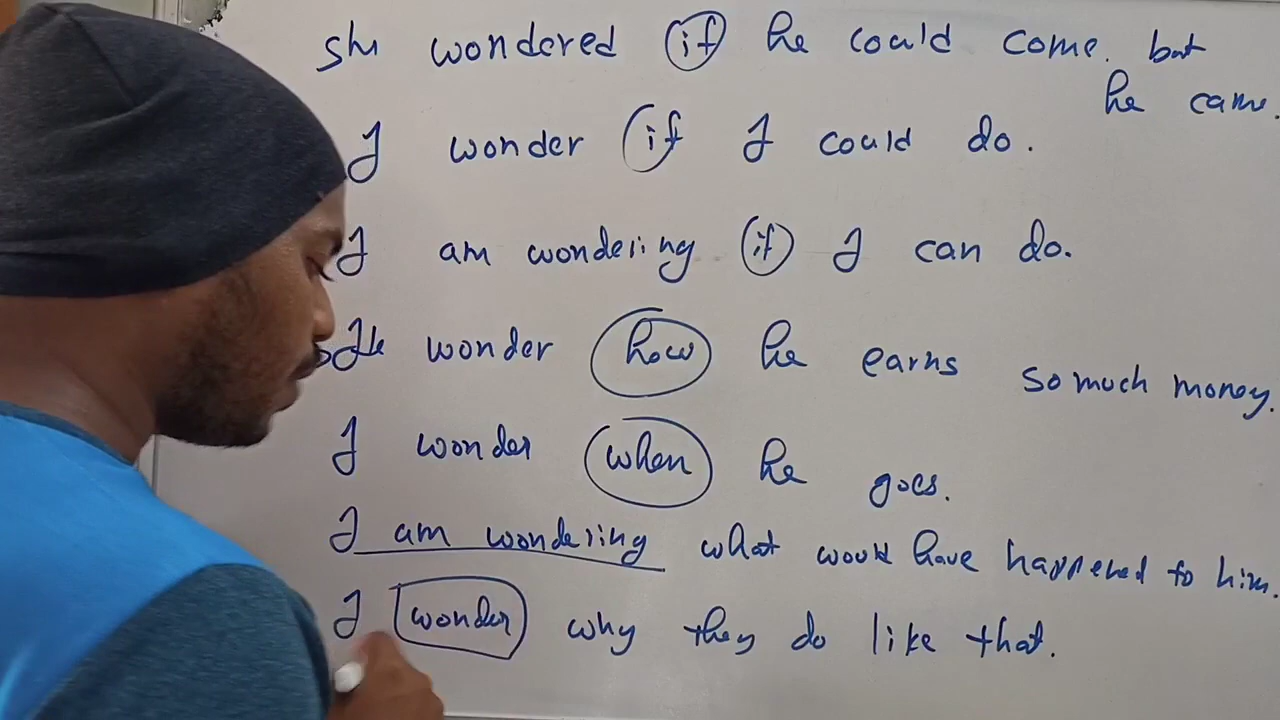 she wondered if he could come. but
he came.
I wonder if I could do.
I am wondering if I can do.
wonder how he earns so much money.
I wonder when he goes.
I am wondering what would have happened to him.
I wonder why they do like that.